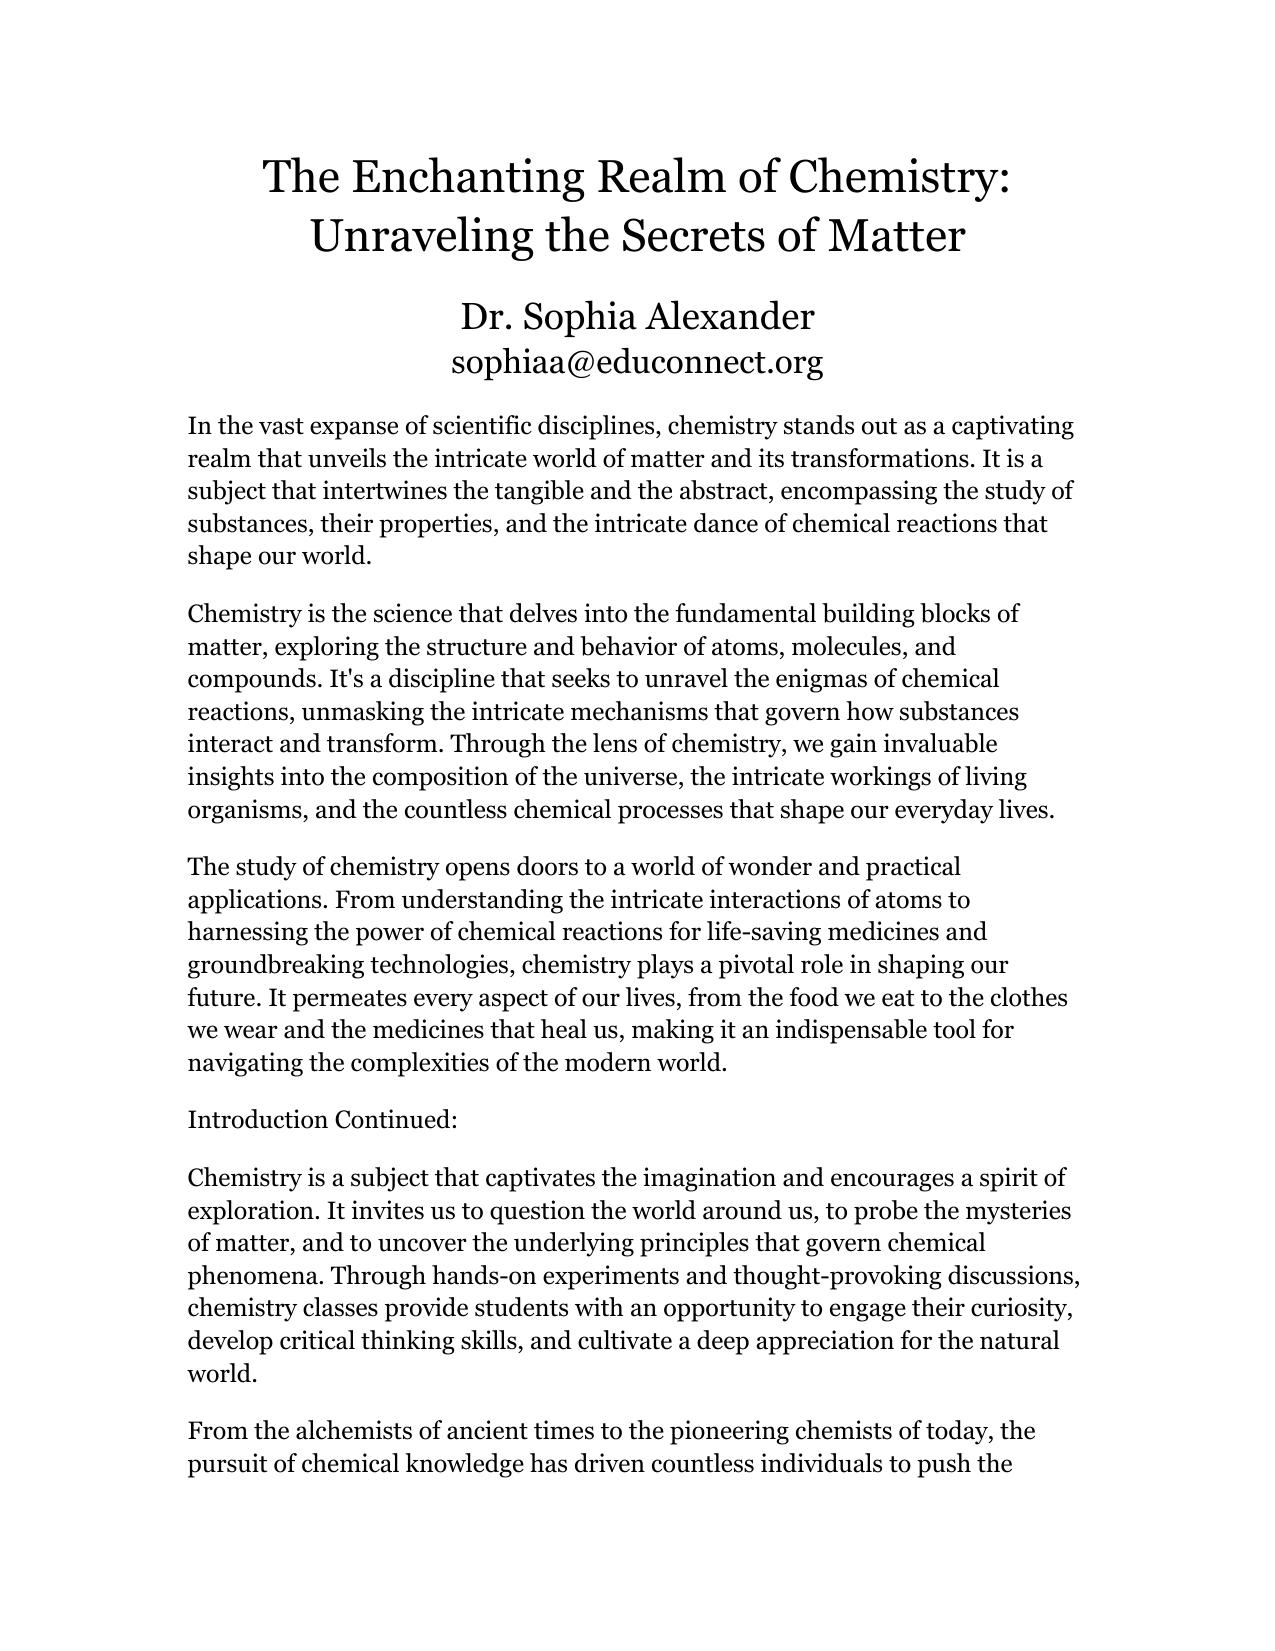 The Enchanting Realm of Chemistry:
Unraveling the Secrets of Matter
Dr. Sophia Alexander
sophiaa@educonnect.org
In the vast expanse of scientific disciplines, chemistry stands out as a captivating
realm that unveils the intricate world of matter and its transformations. It is a
subject that intertwines the tangible and the abstract, encompassing the study of
substances, their properties, and the intricate dance of chemical reactions that
shape our world.
Chemistry is the science that delves into the fundamental building blocks of
matter, exploring the structure and behavior of atoms, molecules, and
compounds. It's a discipline that seeks to unravel the enigmas of chemical
reactions, unmasking the intricate mechanisms that govern how substances
interact and transform. Through the lens of chemistry, we gain invaluable
insights into the composition of the universe, the intricate workings of living
organisms, and the countless chemical processes that shape our everyday lives.
The study of chemistry opens doors to a world of wonder and practical
applications. From understanding the intricate interactions of atoms to
harnessing the power of chemical reactions for life-saving medicines and
groundbreaking technologies, chemistry plays a pivotal role in shaping our
future. It permeates every aspect of our lives, from the food we eat to the clothes
we wear and the medicines that heal us, making it an indispensable tool for
navigating the complexities of the modern world.
Introduction Continued:
Chemistry is a subject that captivates the imagination and encourages a spirit of
exploration. It invites us to question the world around us, to probe the mysteries
of matter, and to uncover the underlying principles that govern chemical
phenomena. Through hands-on experiments and thought-provoking discussions,
chemistry classes provide students with an opportunity to engage their curiosity,
develop critical thinking skills, and cultivate a deep appreciation for the natural
world.
From the alchemists of ancient times to the pioneering chemists of today, the
pursuit of chemical knowledge has driven countless individuals to push the